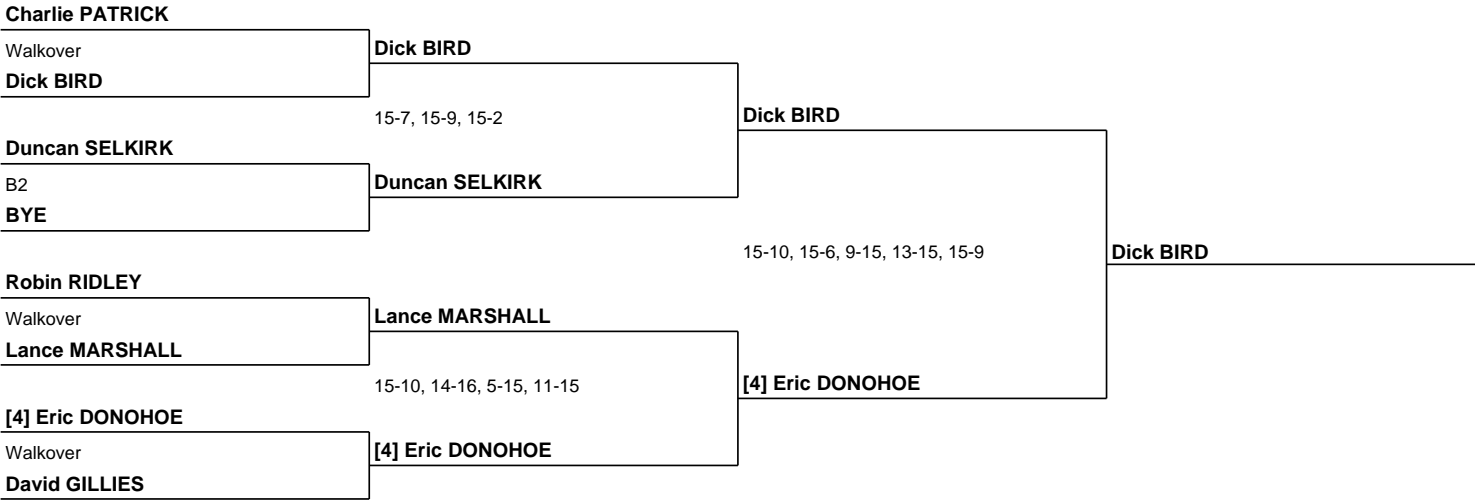 Charlie PATRICK
Walkover
Dick BIRD
Dick BIRD
15-7, 15-9, 15-2
Dick BIRD
Duncan SELKIRK
B2
Duncan SELKIRK
BYE
15-10, 15-6, 9-15, 13-15, 15-9
Dick BIRD
Robin RIDLEY
Walkover
Lance MARSHALL
Lance MARSHALL
15-10, 14-16, 5-15, 11-15
[4] Eric DONOHOE
[4] Eric DONOHOE
Walkover
[4] Eric DONOHOE
David GILLIES